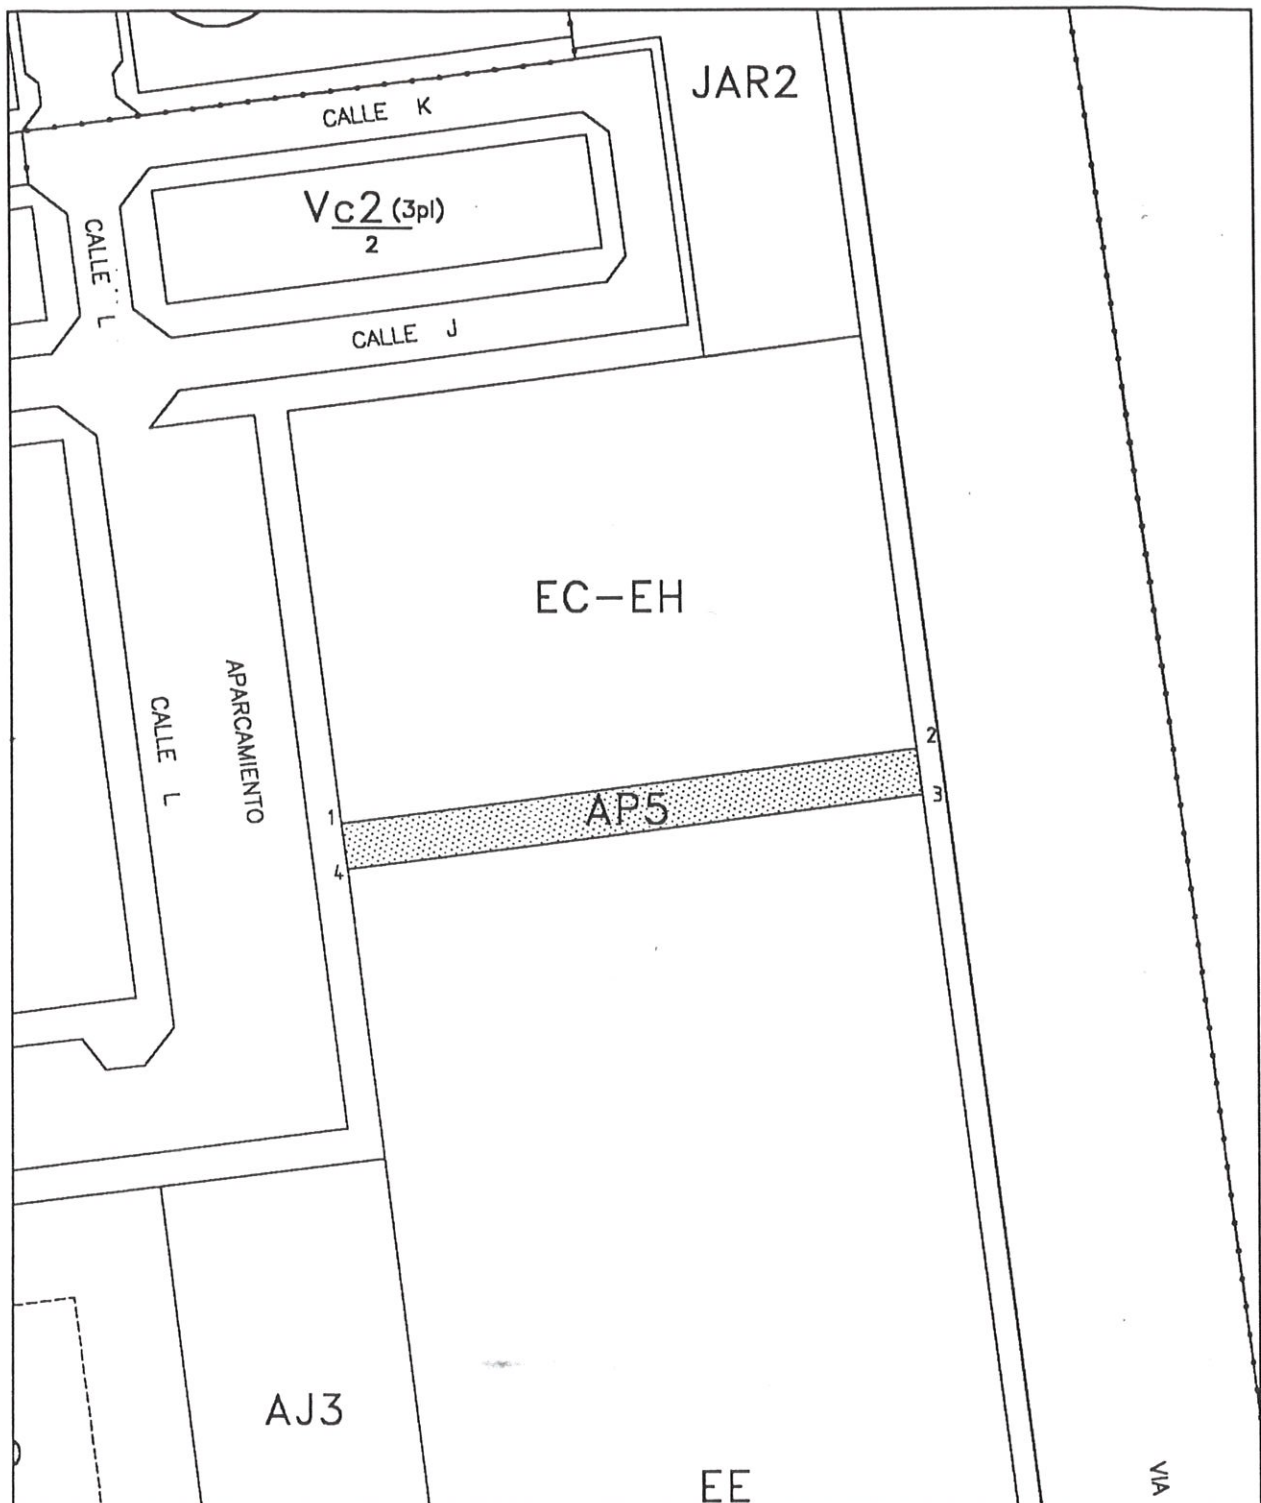 JAR2
CALLE K
Vc2 (3pl)
2
CALLE L
CALLE J
EC-EH
APARCAMIENTO
CALLE L
2
1
AP5
3
4
AJ3
EE
VIA